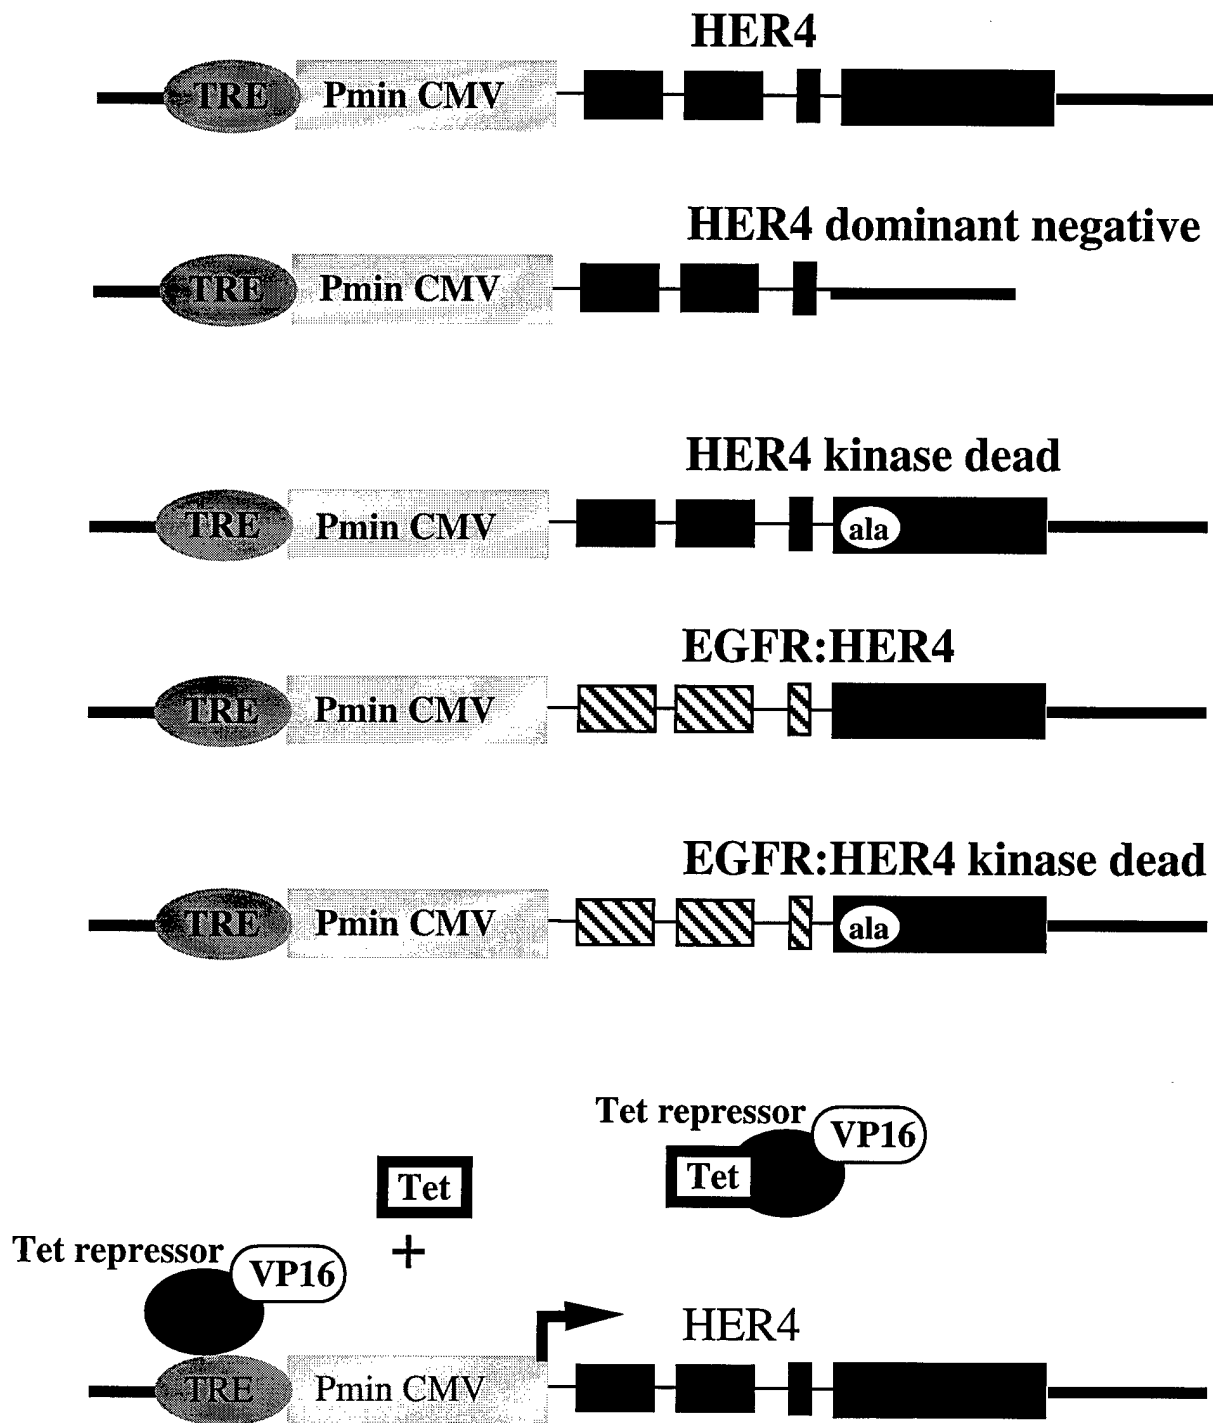 HER4
TRE Pmin CMV
HER4 dominant negative
TRE Pmin CMV
HER4 kinase dead
TRE Pmin CMV ala
EGFR:HER4
TRE Pmin CMV
EGFR:HER4 kinase dead
TRE Pmin CMV ala
Tet repressor VP16
Tet
Tet
Tet repressor +
VP16
HER4
TRE Pmin CMV